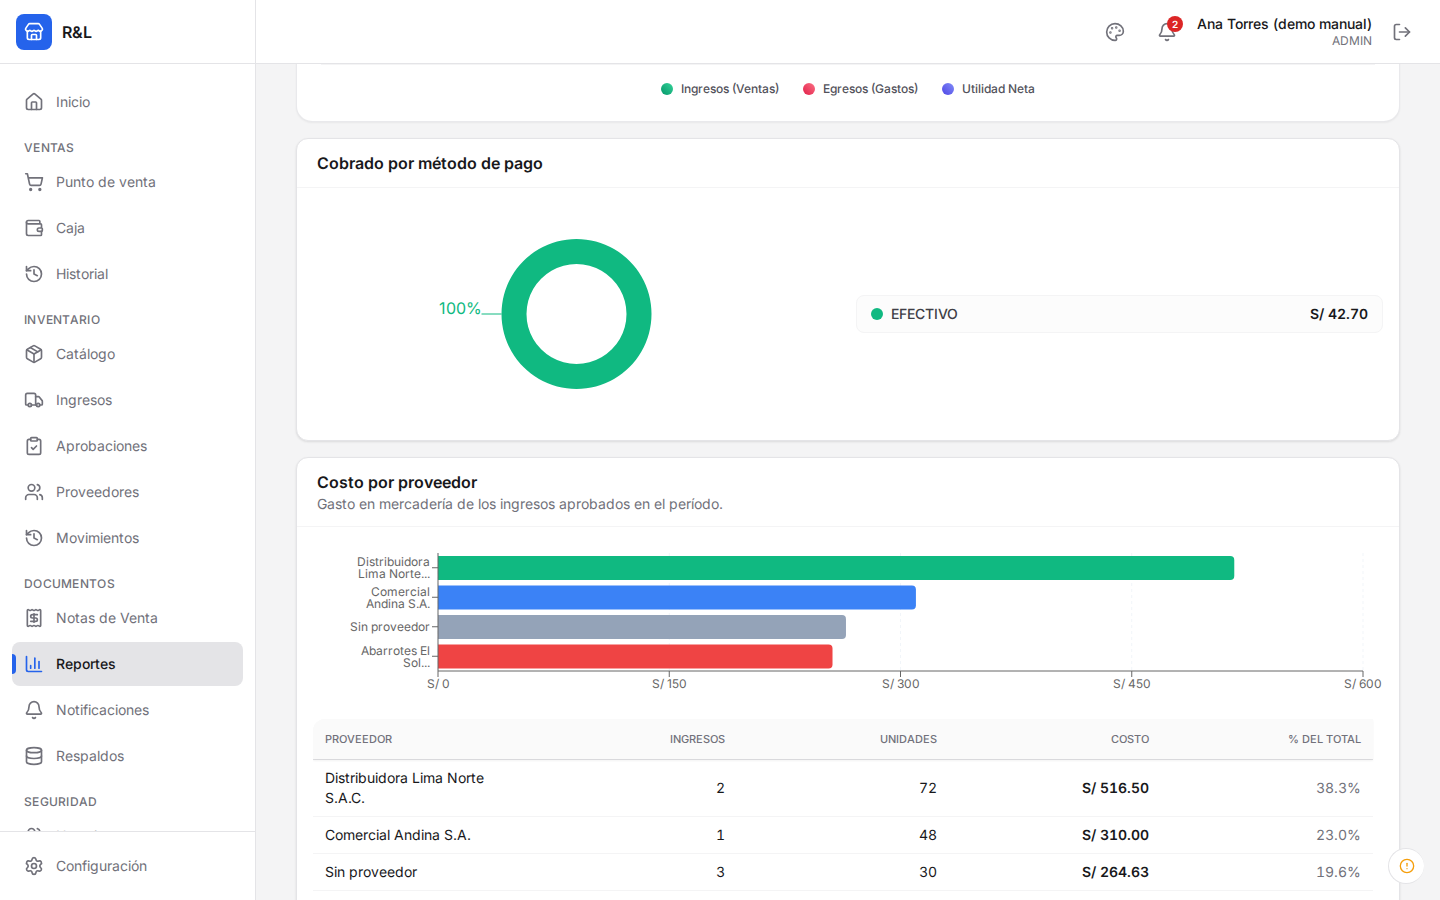 R&L
2
Ana Torres (demo manual)
ADMIN
Inicio
VENTAS
Punto de venta
Caja
Historial
INVENTARIO
Catálogo
Ingresos
Aprobaciones
Proveedores
Movimientos
DOCUMENTOS
Notas de Venta
Reportes
Notificaciones
Respaldos
SEGURIDAD
Configuración
Ingresos (Ventas)
Egresos (Gastos)
Utilidad Neta
Cobrado por método de pago
100%
EFECTIVO
S/ 42.70
Costo por proveedor
Gasto en mercadería de los ingresos aprobados en el período.
Distribuidora
Lima Norte...
Comercial
Andina S.A.
Sin proveedor
Abarrotes El
Sol...
S/ 0
S/ 150
S/ 300
S/ 450
S/ 600
PROVEEDOR INGRESOS UNIDADES COSTO % DEL TOTAL
Distribuidora Lima Norte
S.A.C.
2 72 S/ 516.50 38.3%
Comercial Andina S.A. 1 48 S/ 310.00 23.0%
Sin proveedor 3 30 S/ 264.63 19.6%